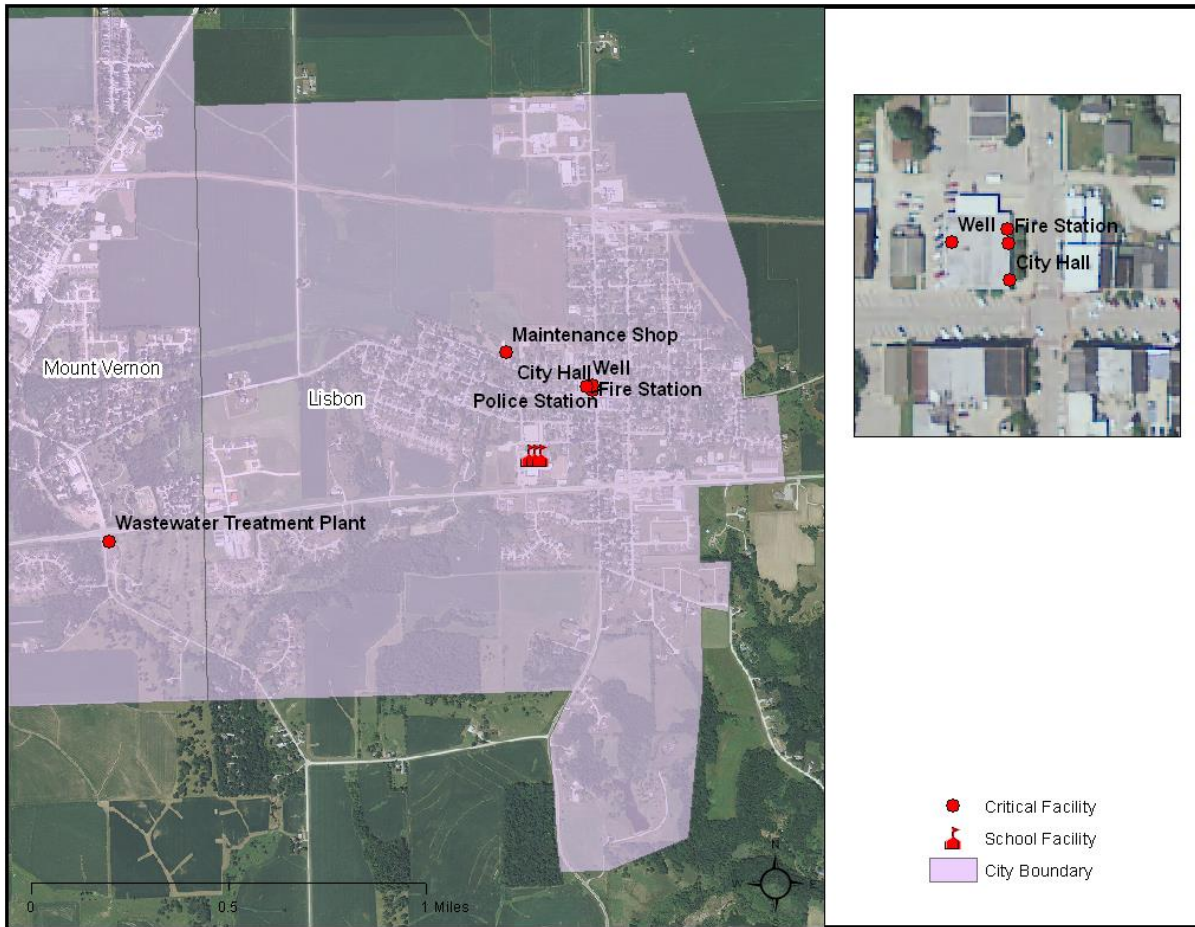 Maintenance Shop
Mount Vernon
City Hall Well
Lisbon
Police Station Fire Station
Wastewater Treatment Plant
0 0.5 1 Miles
N
E
Well Fire Station
City Hall
Critical Facility
School Facility
City Boundary